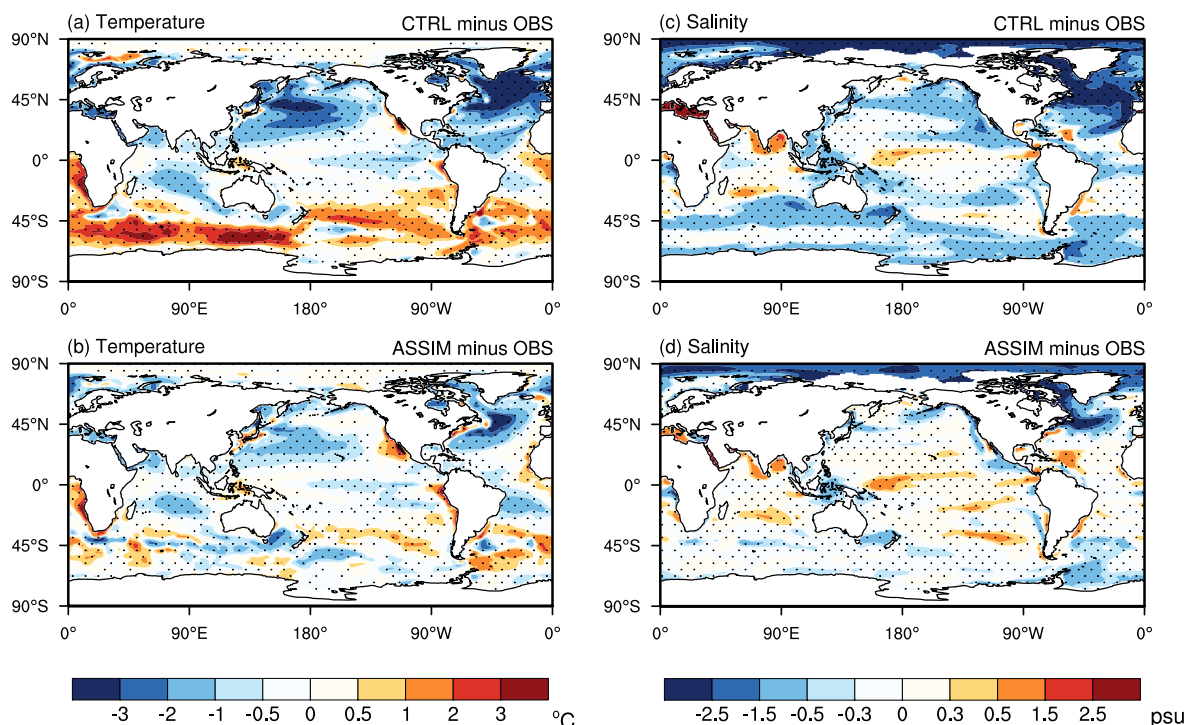 (a) Temperature CTRL minus OBS
90°N
45°N
0°
45°S
90°S
0° 90°E 180° 90°W 0°
(c) Salinity CTRL minus OBS
90°N
45°N
0°
45°S
90°S
0° 90°E 180° 90°W 0°
(b) Temperature ASSIM minus OBS
90°N
45°N
0°
45°S
90°S
0° 90°E 180° 90°W 0°
(d) Salinity ASSIM minus OBS
90°N
45°N
0°
45°S
90°S
0° 90°E 180° 90°W 0°
-3 -2 -1 -0.5 0 0.5 1 2 3 °C
-2.5 -1.5 -0.5 -0.3 0 0.3 0.5 1.5 2.5 psu